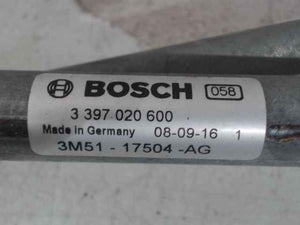 BOSCH 058
3 397 020 600
Made in Germany 08-09-16 1
3M51 - 17504 -AG